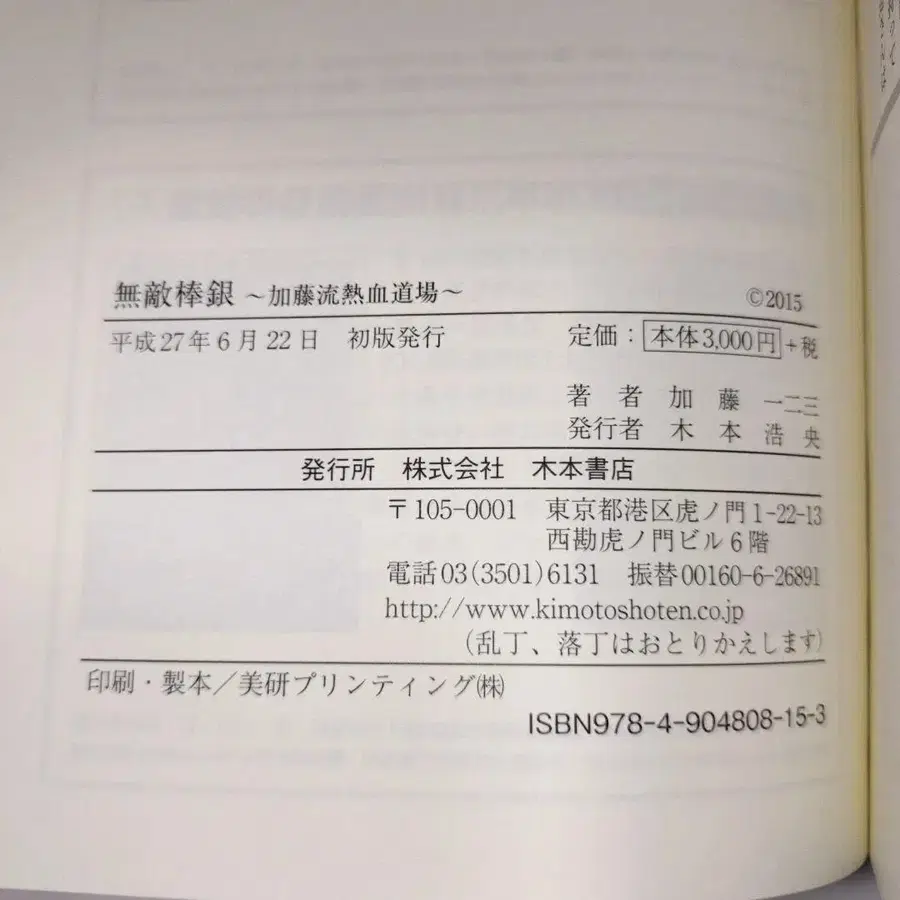 無敵棒銀 ~加藤流熱血道場~ ©2015
平成27年6月22日 初版発行 定価：本体3,000円+税
著者 加藤 一二三
発行者 木本 浩央
発行所 株式会社 木本書店
〒105-0001 東京都港区虎ノ門1-22-13
西勘虎ノ門ビル6階
電話03(3501)6131 振替00160-6-26891
http://www.kimotoshoten.co.jp
(乱丁、落丁はおとりかえします)
印刷・製本／美研プリンティング㈱
ISBN978-4-904808-15-3